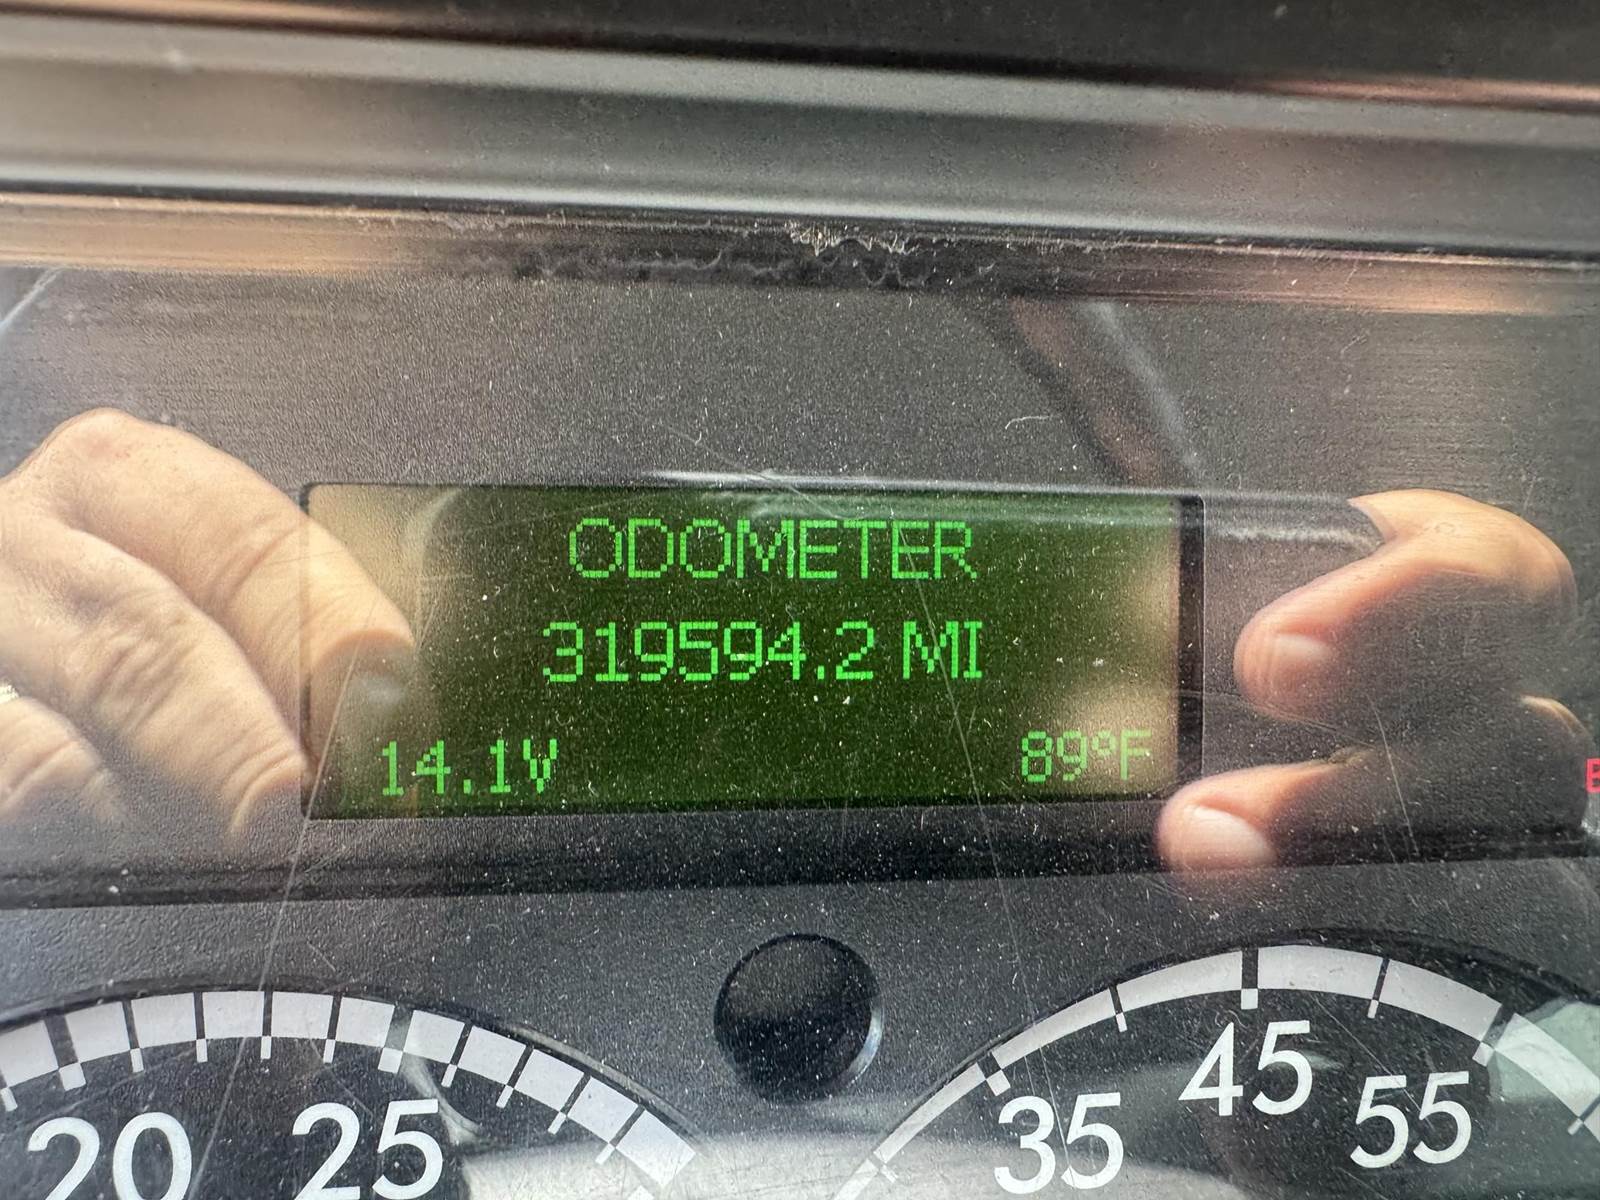 ODOMETER
319594.2 MI
14.1V 89°F
20 25 35 45 55